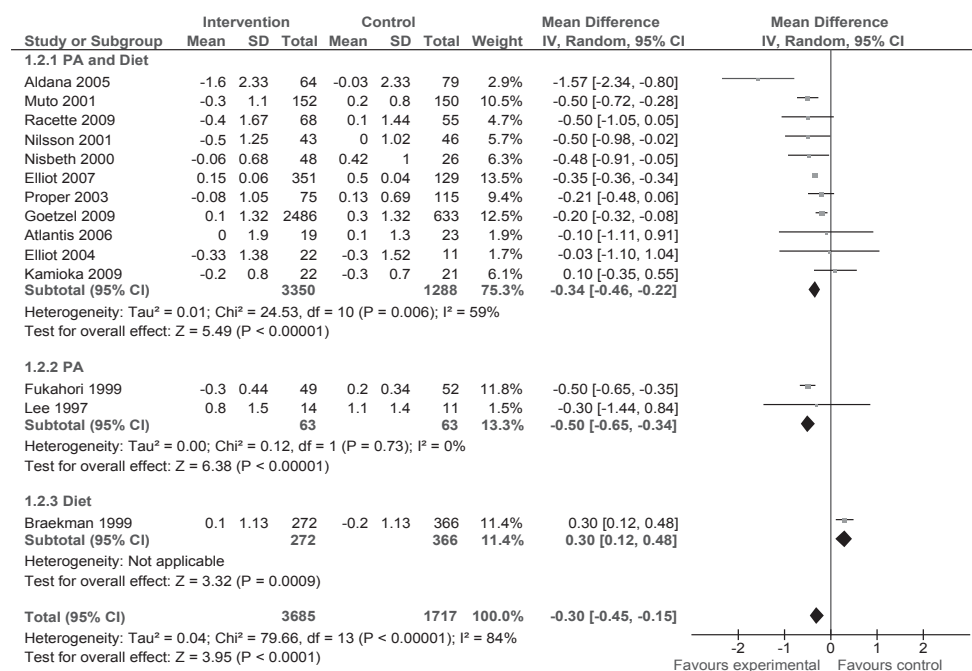 Intervention Control Mean Difference Mean Difference
Study or Subgroup Mean SD Total Mean SD Total Weight IV, Random, 95% CI IV, Random, 95% CI
1.2.1 PA and Diet
Aldana 2005 -1.6 2.33 64 -0.03 2.33 79 2.9% -1.57 [-2.34, -0.80]
Muto 2001 -0.3 1.1 152 0.2 0.8 150 10.5% -0.50 [-0.72, -0.28]
Racette 2009 -0.4 1.67 68 0.1 1.44 55 4.7% -0.50 [-1.05, 0.05]
Nilsson 2001 -0.5 1.25 43 0 1.02 46 5.7% -0.50 [-0.98, -0.02]
Nisbeth 2000 -0.06 0.68 48 0.42 1 26 6.3% -0.48 [-0.91, -0.05]
Elliot 2007 0.15 0.06 351 0.5 0.04 129 13.5% -0.35 [-0.36, -0.34]
Proper 2003 -0.08 1.05 75 0.13 0.69 115 9.4% -0.21 [-0.48, 0.06]
Goetzel 2009 0.1 1.32 2486 0.3 1.32 633 12.5% -0.20 [-0.32, -0.08]
Atlantis 2006 0 1.9 19 0.1 1.3 23 1.9% -0.10 [-1.11, 0.91]
Elliot 2004 -0.33 1.38 22 -0.3 1.52 11 1.7% -0.03 [-1.10, 1.04]
Kamioka 2009 -0.2 0.8 22 -0.3 0.7 21 6.1% 0.10 [-0.35, 0.55]
Subtotal (95% CI) 3350 1288 75.3% -0.34 [-0.46, -0.22]
Heterogeneity: Tau² = 0.01; Chi² = 24.53, df = 10 (P = 0.006); I² = 59%
Test for overall effect: Z = 5.49 (P < 0.00001)
1.2.2 PA
Fukahori 1999 -0.3 0.44 49 0.2 0.34 52 11.8% -0.50 [-0.65, -0.35]
Lee 1997 0.8 1.5 14 1.1 1.4 11 1.5% -0.30 [-1.44, 0.84]
Subtotal (95% CI) 63 63 13.3% -0.50 [-0.65, -0.34]
Heterogeneity: Tau² = 0.00; Chi² = 0.12, df = 1 (P = 0.73); I² = 0%
Test for overall effect: Z = 6.38 (P < 0.00001)
1.2.3 Diet
Braekman 1999 0.1 1.13 272 -0.2 1.13 366 11.4% 0.30 [0.12, 0.48]
Subtotal (95% CI) 272 366 11.4% 0.30 [0.12, 0.48]
Heterogeneity: Not applicable
Test for overall effect: Z = 3.32 (P = 0.0009)
Total (95% CI) 3685 1717 100.0% -0.30 [-0.45, -0.15]
Heterogeneity: Tau² = 0.04; Chi² = 79.66, df = 13 (P < 0.00001); I² = 84%
Test for overall effect: Z = 3.95 (P < 0.0001)
-2 -1 0 1 2
Favours experimental Favours control